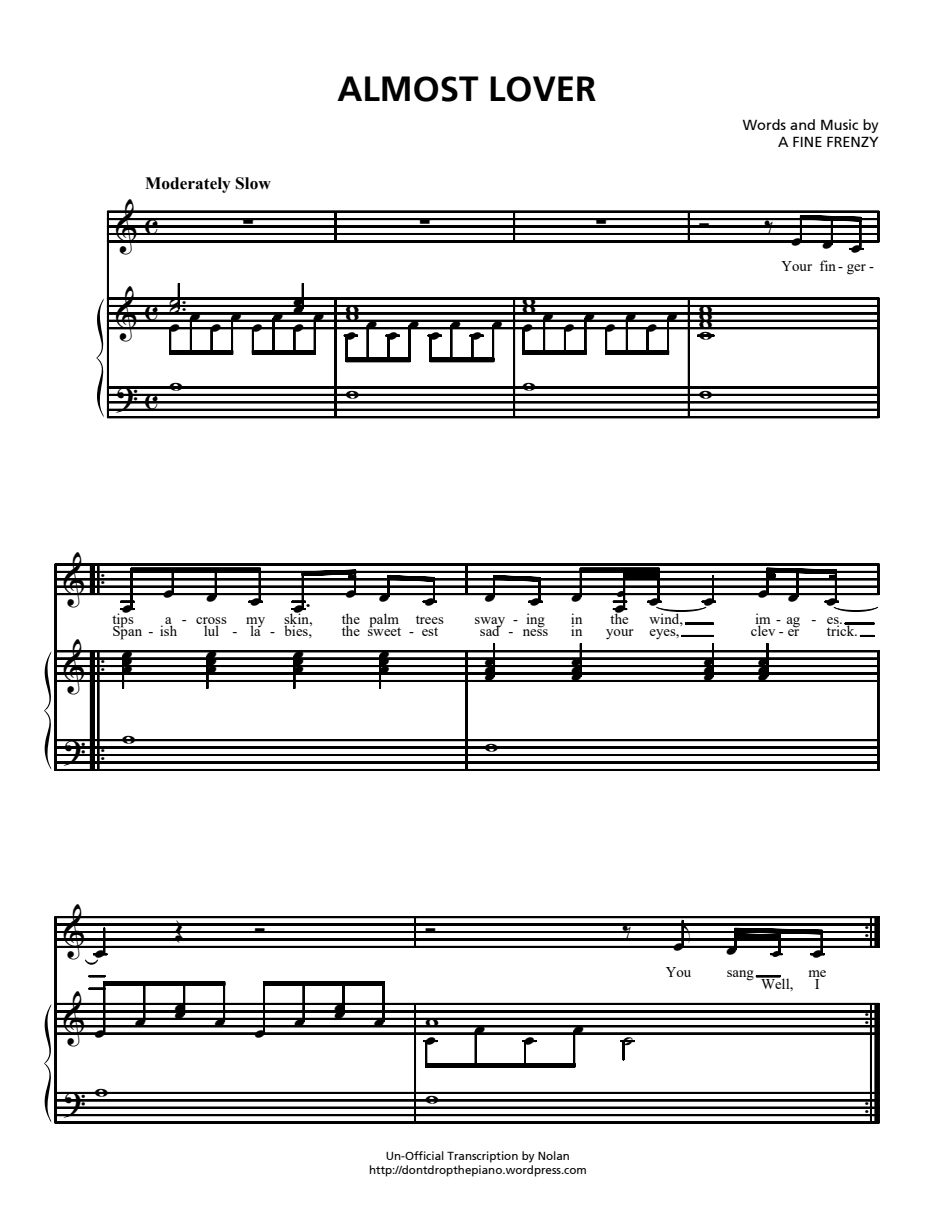 ALMOST LOVER
Words and Music by
A FINE FRENZY
Moderately Slow
Your fin - ger -
tips a - cross my skin, the palm trees sway - ing in the wind, im - ag - es.
Span - ish lul - la - bies, the sweet - est sad - ness in your eyes, clev - er trick.
You sang me
Well, I
Un-Official Transcription by Nolan
http://dontdropthepiano.wordpress.com